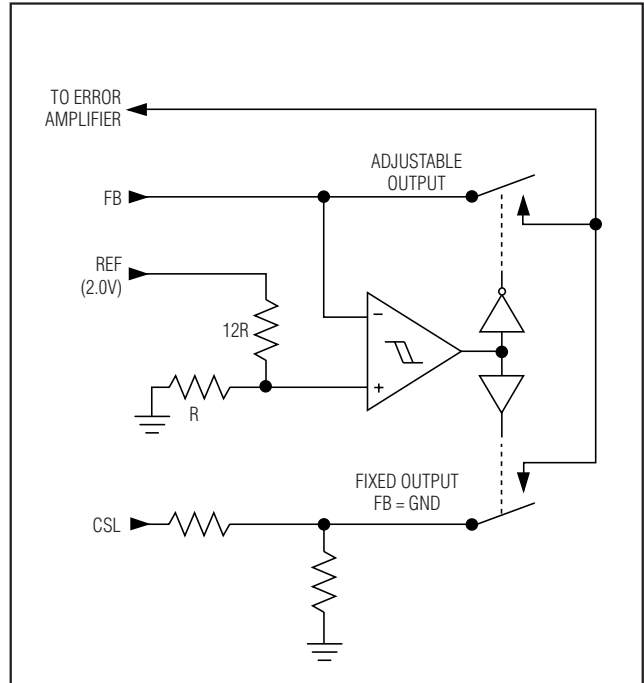 TO ERROR
AMPLIFIER
ADJUSTABLE
OUTPUT
FB
REF
(2.0V)
12R
−
+
R
FIXED OUTPUT
FB = GND
CSL